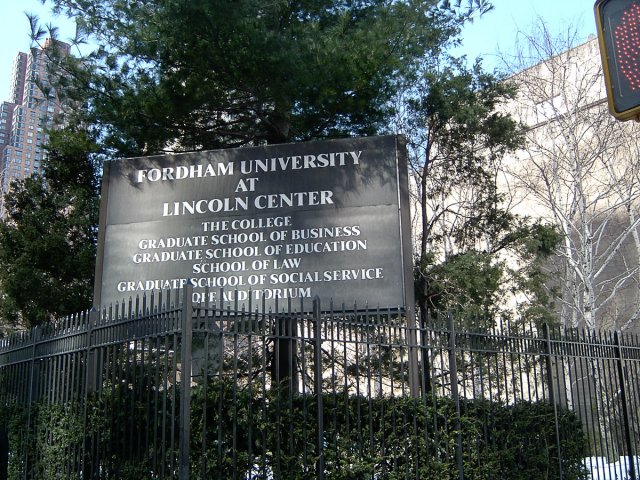 FORDHAM UNIVERSITY
AT
LINCOLN CENTER
THE COLLEGE
GRADUATE SCHOOL OF BUSINESS
GRADUATE SCHOOL OF EDUCATION
SCHOOL OF LAW
GRADUATE SCHOOL OF SOCIAL SERVICE
AUDITORIUM